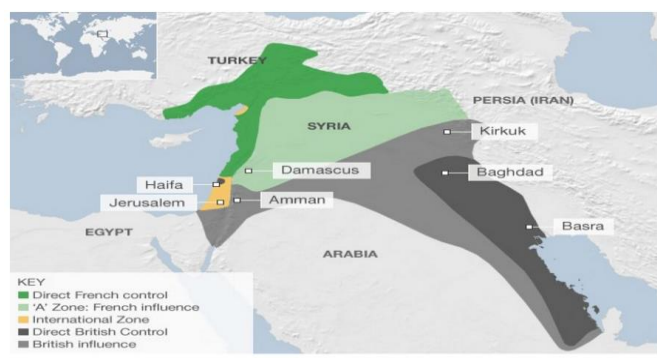 TURKEY
PERSIA (IRAN)
SYRIA
Kirkuk
Damascus
Baghdad
Haifa
Jerusalem
Amman
Basra
EGYPT
ARABIA
KEY
Direct French control
‘A’ Zone: French influence
International Zone
Direct British Control
British influence